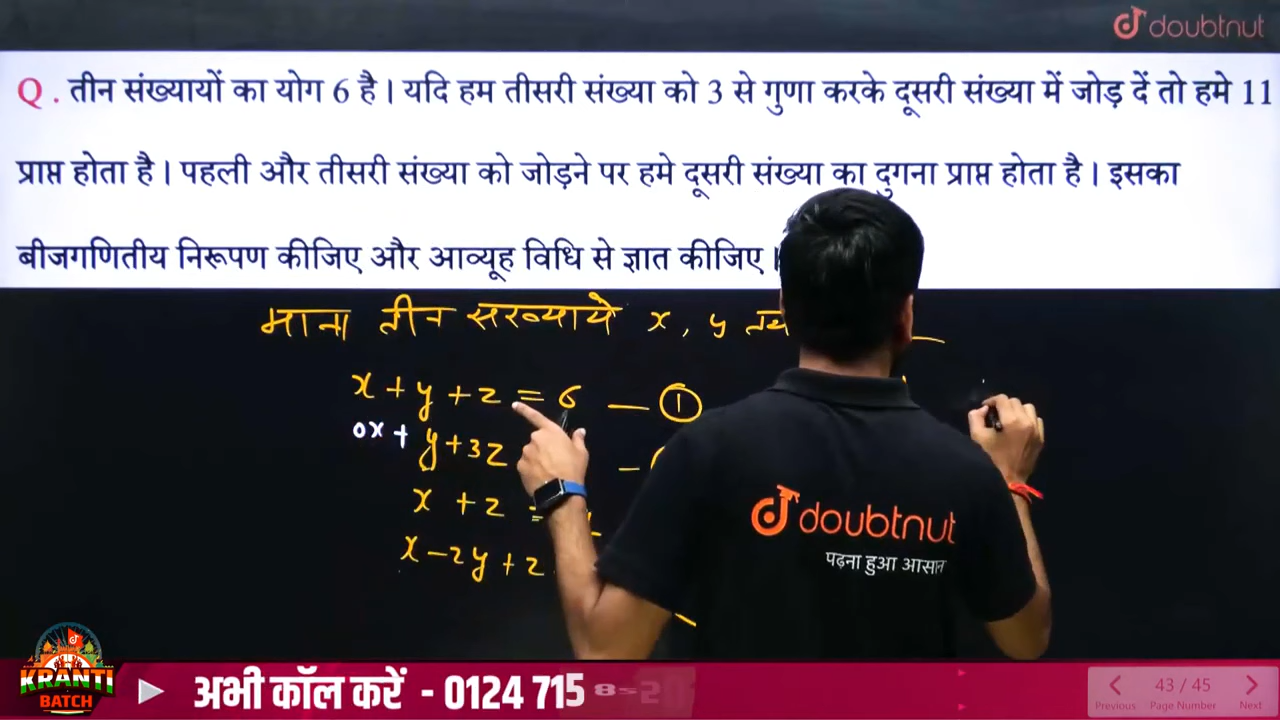 doubtnut
Q . तीन संख्यायों का योग 6 है । यदि हम तीसरी संख्या को 3 से गुणा करके दूसरी संख्या में जोड़ दें तो हमे 11
प्राप्त होता है । पहली और तीसरी संख्या को जोड़ने पर हमे दूसरी संख्या का दुगना प्राप्त होता है । इसका
बीजगणितीय निरूपण कीजिए और आव्यूह विधि से ज्ञात कीजिए ।
माना तीन सख्याये x, y
x + y + z = 6 — ①
0x + y + 3z –
x + z =
x – 2y + z
doubtnut
पढ़ना हुआ आसान
KRANTI
BATCH
अभी कॉल करें - 0124 715
43 / 45
Previous Page Number Next